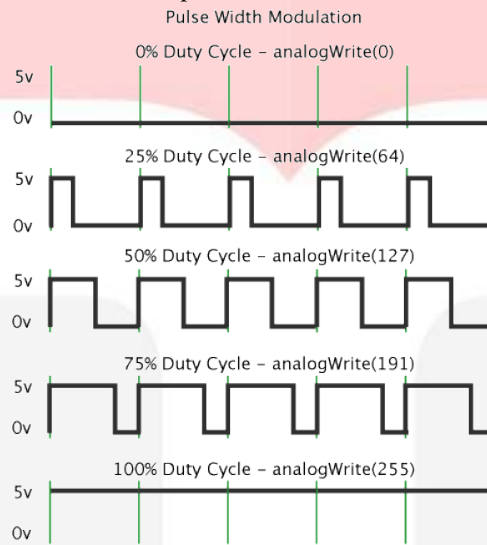 Pulse Width Modulation
0% Duty Cycle – analogWrite(0)
5v
0v
25% Duty Cycle – analogWrite(64)
5v
0v
50% Duty Cycle – analogWrite(127)
5v
0v
75% Duty Cycle – analogWrite(191)
5v
0v
100% Duty Cycle – analogWrite(255)
5v
0v